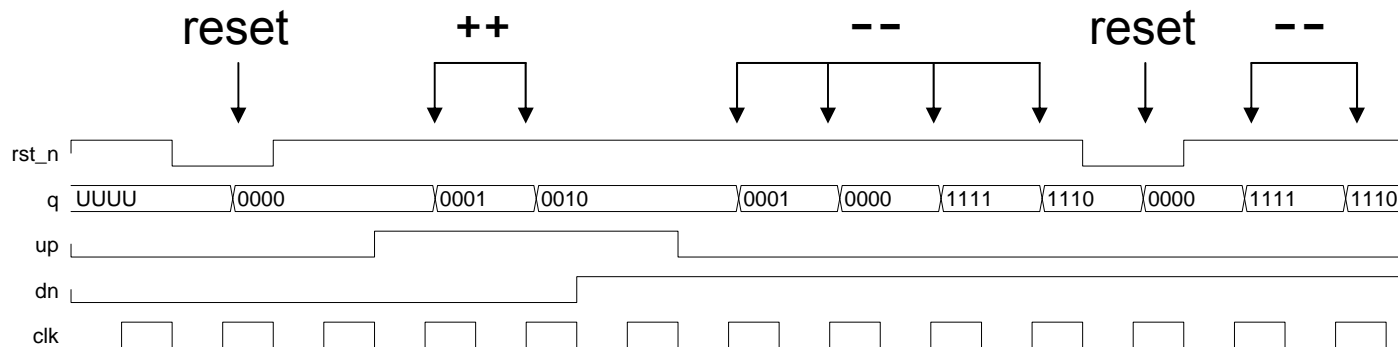 reset ++ -- reset --
rst_n
q UUUU 0000 0001 0010 0001 0000 1111 1110 0000 1111 1110
up
dn
clk